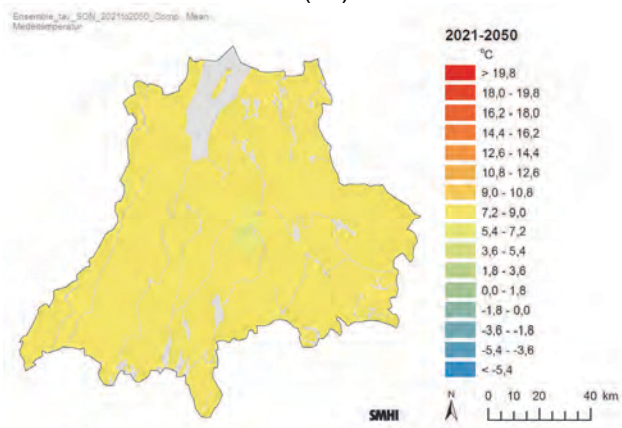 Ensemble_tav_SON_2021to2050_Comp_Mean
Medeltemperatur
2021-2050
°C
> 19,8
18,0 - 19,8
16,2 - 18,0
14,4 - 16,2
12,6 - 14,4
10,8 - 12,6
9,0 - 10,8
7,2 - 9,0
5,4 - 7,2
3,6 - 5,4
1,8 - 3,6
0,0 - 1,8
-1,8 - 0,0
-3,6 - -1,8
-5,4 - -3,6
< -5,4
N
0 10 20 40 km
SMHI